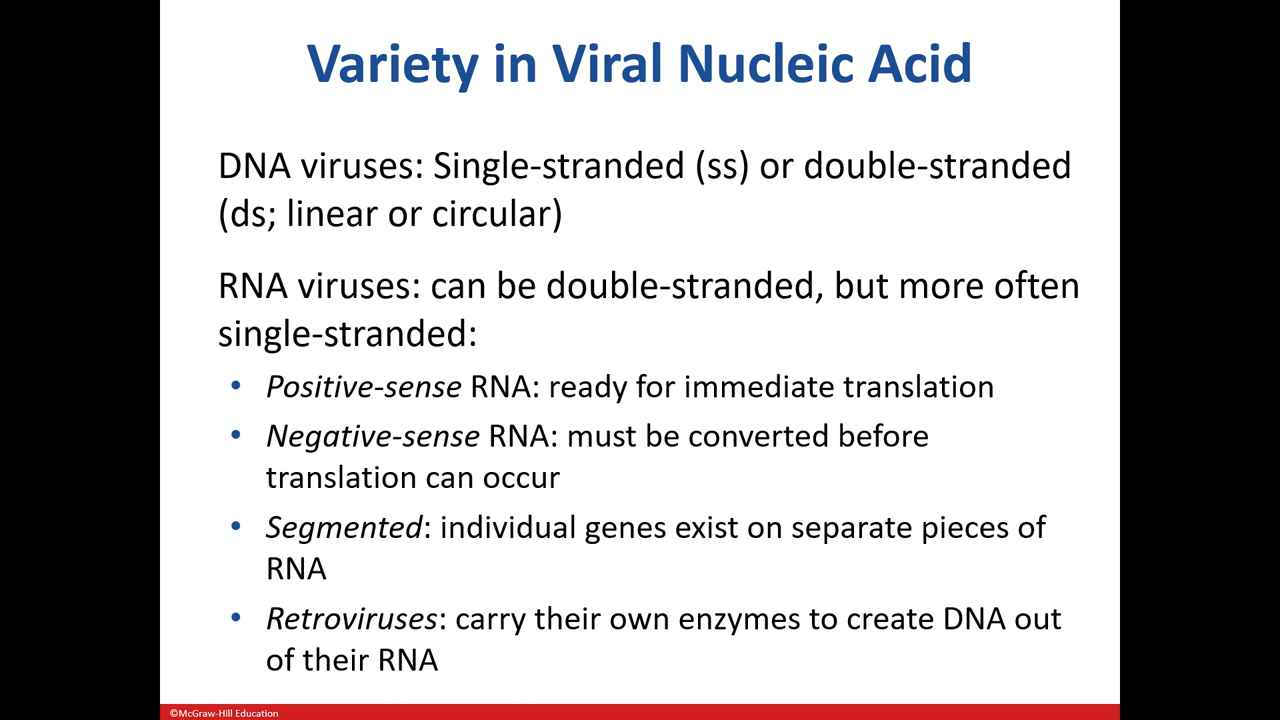 Variety in Viral Nucleic Acid
DNA viruses: Single-stranded (ss) or double-stranded
(ds; linear or circular)
RNA viruses: can be double-stranded, but more often
single-stranded:
• Positive-sense RNA: ready for immediate translation
• Negative-sense RNA: must be converted before
translation can occur
• Segmented: individual genes exist on separate pieces of
RNA
• Retroviruses: carry their own enzymes to create DNA out
of their RNA
©McGraw-Hill Education